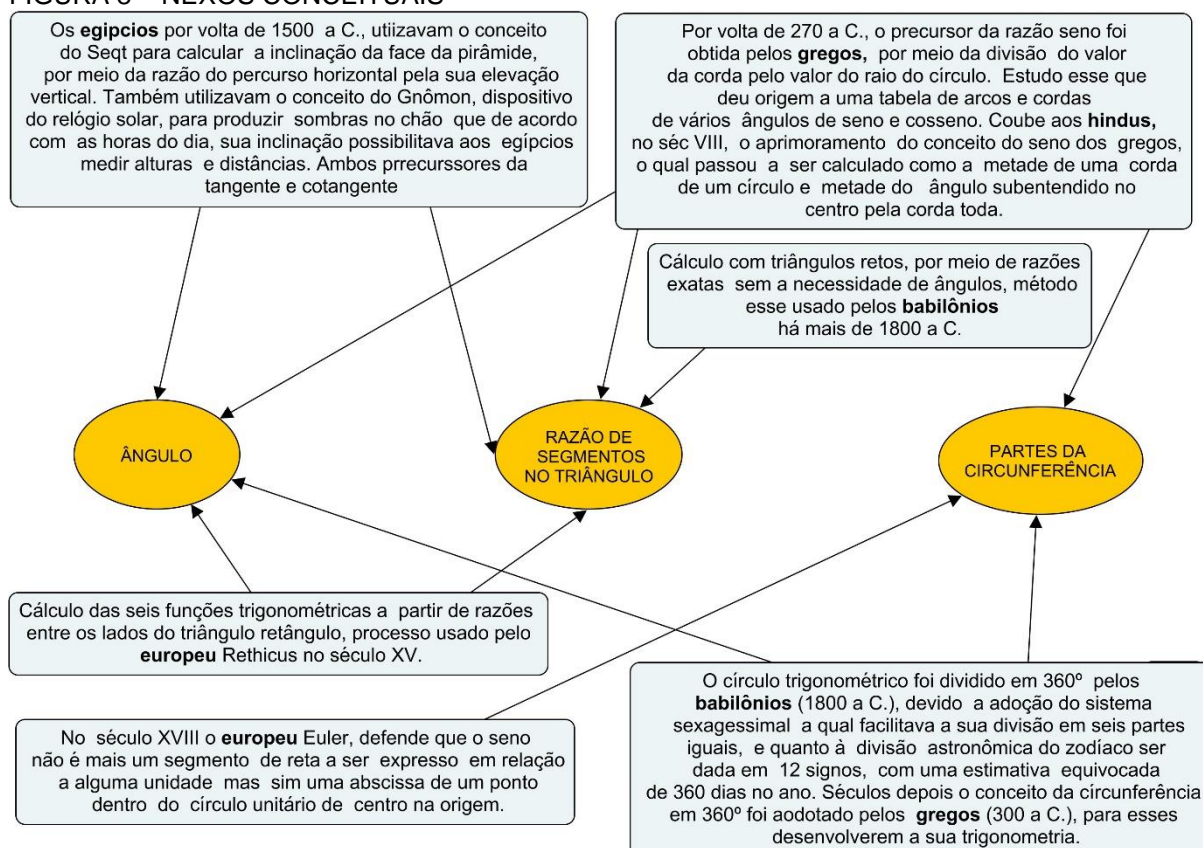 FIGURA 8 – NEXOS CONCEITUAIS
Os egipcios por volta de 1500 a C., utiizavam o conceito
do Seqt para calcular a inclinação da face da pirâmide,
por meio da razão do percurso horizontal pela sua elevação
vertical. Também utilizavam o conceito do Gnômon, dispositivo
do relógio solar, para produzir sombras no chão que de acordo
com as horas do dia, sua inclinação possibilitava aos egípcios
medir alturas e distâncias. Ambos prrecurssores da
tangente e cotangente
Por volta de 270 a C., o precursor da razão seno foi
obtida pelos gregos, por meio da divisão do valor
da corda pelo valor do raio do círculo. Estudo esse que
deu origem a uma tabela de arcos e cordas
de vários ângulos de seno e cosseno. Coube aos hindus,
no séc VIII, o aprimoramento do conceito do seno dos gregos,
o qual passou a ser calculado como a metade de uma corda
de um círculo e metade do ângulo subentendido no
centro pela corda toda.
Cálculo com triângulos retos, por meio de razões
exatas sem a necessidade de ângulos, método
esse usado pelos babilônios
há mais de 1800 a C.
ÂNGULO
RAZÃO DE
SEGMENTOS
NO TRIÂNGULO
PARTES DA
CIRCUNFERÊNCIA
Cálculo das seis funções trigonométricas a partir de razões
entre os lados do triângulo retângulo, processo usado pelo
europeu Rethicus no século XV.
No século XVIII o europeu Euler, defende que o seno
não é mais um segmento de reta a ser expresso em relação
a alguma unidade mas sim uma abscissa de um ponto
dentro do círculo unitário de centro na origem.
O círculo trigonométrico foi dividido em 360º pelos
babilônios (1800 a C.), devido a adoção do sistema
sexagessimal a qual facilitava a sua divisão em seis partes
iguais, e quanto à divisão astronômica do zodíaco ser
dada em 12 signos, com uma estimativa equivocada
de 360 dias no ano. Séculos depois o conceito da círcunferência
em 360º foi aodotado pelos gregos (300 a C.), para esses
desenvolverem a sua trigonometria.